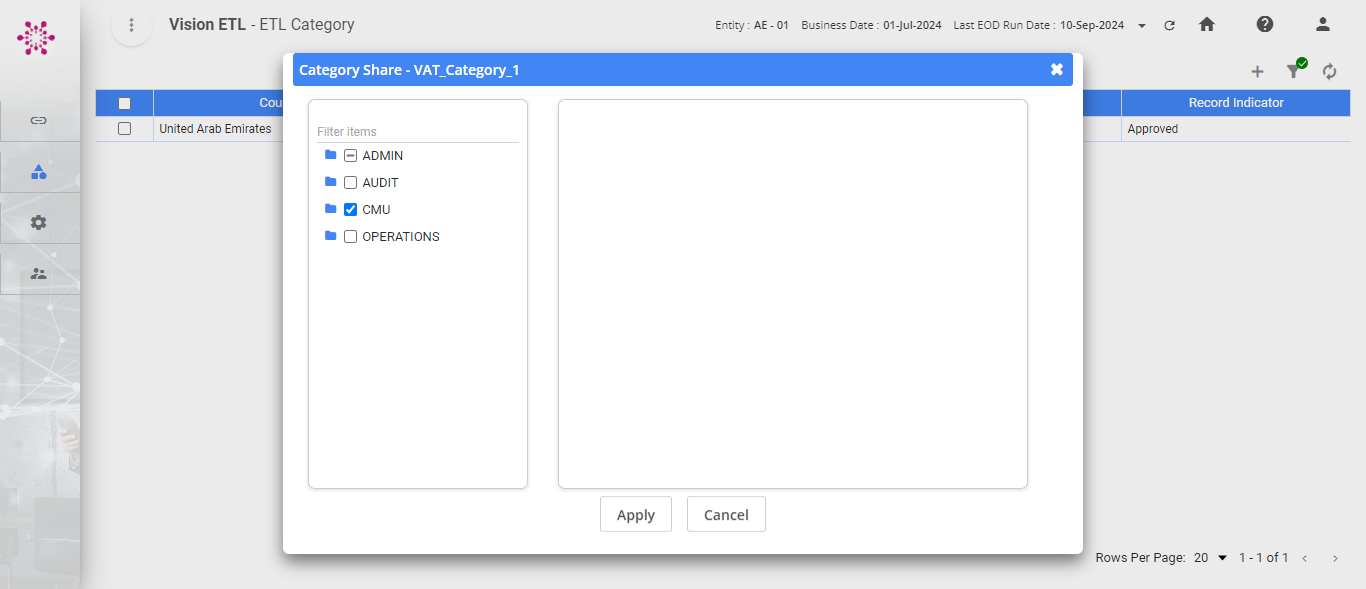 Vision ETL - ETL Category
Entity : AE - 01 Business Date : 01-Jul-2024 Last EOD Run Date : 10-Sep-2024
Category Share - VAT_Category_1
Cou
Record Indicator
United Arab Emirates
Approved
Filter items
ADMIN
AUDIT
CMU
OPERATIONS
Apply
Cancel
Rows Per Page: 20 1 - 1 of 1